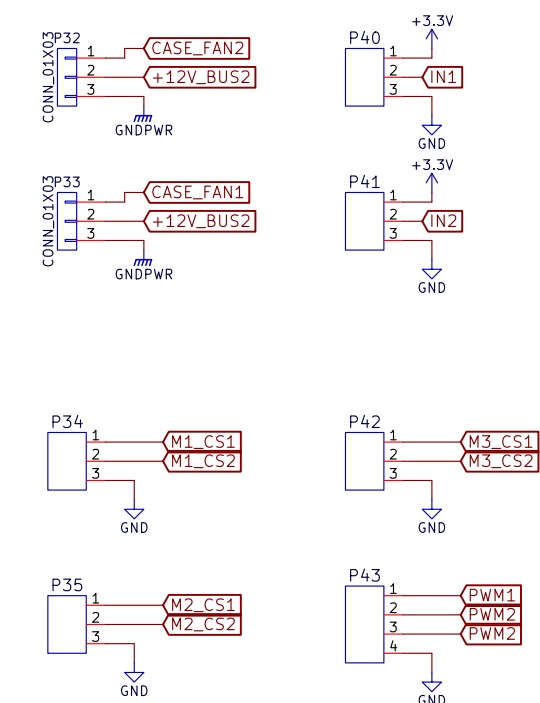 P32
CONN_01X03
1
CASE_FAN2
2
+12V_BUS2
3
GNDPWR
P40
+3.3V
1
2
IN1
3
GND
P33
CONN_01X03
1
CASE_FAN1
2
+12V_BUS2
3
GNDPWR
P41
+3.3V
1
2
IN2
3
GND
P34
1
M1_CS1
2
M1_CS2
3
GND
P42
1
M3_CS1
2
M3_CS2
3
GND
P35
1
M2_CS1
2
M2_CS2
3
GND
P43
1
PWM1
2
PWM2
3
PWM2
4
GND